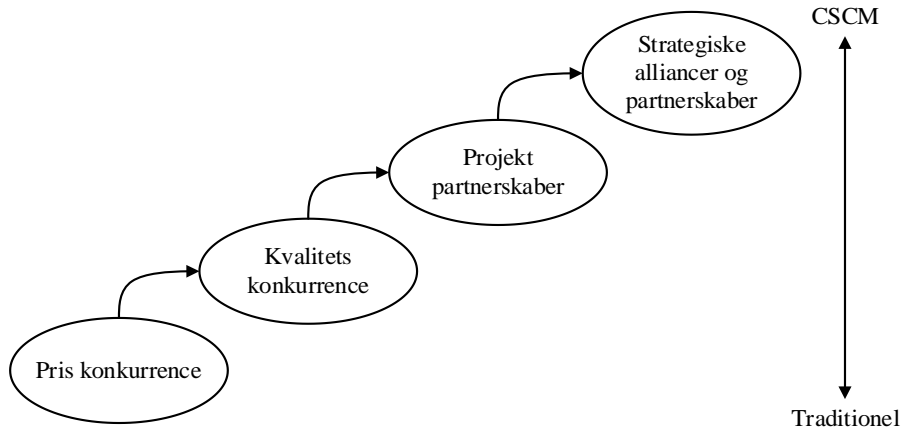 CSCM
Strategiske
alliancer og
partnerskaber
Projekt
partnerskaber
Kvalitets
konkurrence
Pris konkurrence
Traditionel